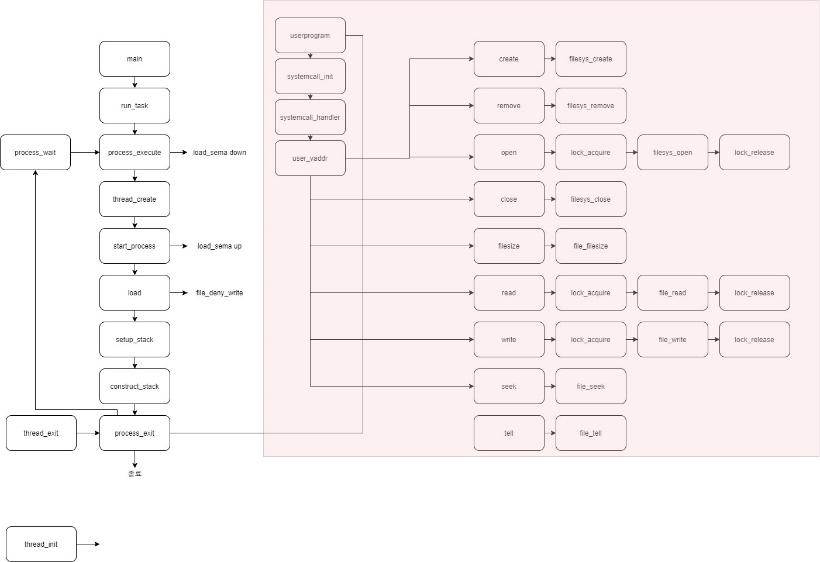 main
run_task
process_wait
process_execute
load_sema down
thread_create
start_process
load_sema up
load
file_deny_write
setup_stack
construct_stack
thread_exit
process_exit
종료
thread_init
userprogram
systemcall_init
systemcall_handler
user_vaddr
create
filesys_create
remove
filesys_remove
open
lock_acquire
filesys_open
lock_release
close
filesys_close
filesize
file_filesize
read
lock_acquire
file_read
lock_release
write
lock_acquire
file_write
lock_release
seek
file_seek
tell
file_tell